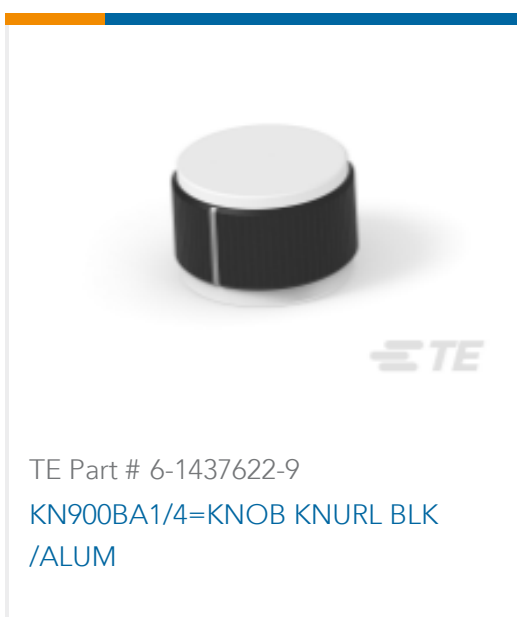 TE
TE Part # 6-1437622-9
KN900BA1/4=KNOB KNURL BLK
/ALUM